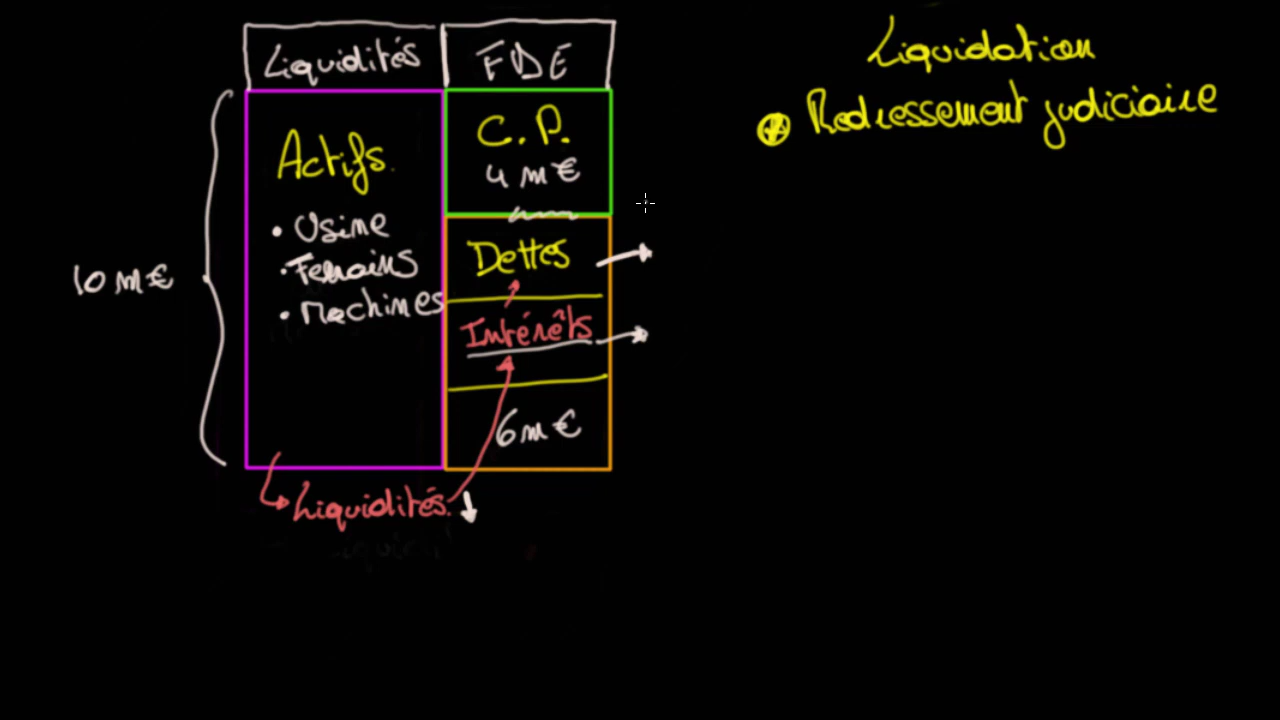 Liquidités
FDE
Liquidation
Redressement judiciaire
C.P.
4 m €
Actifs.
• Usine
• Terrains
• Machines
10 m €
Dettes
Intérêts
6 m €
Liquidités.